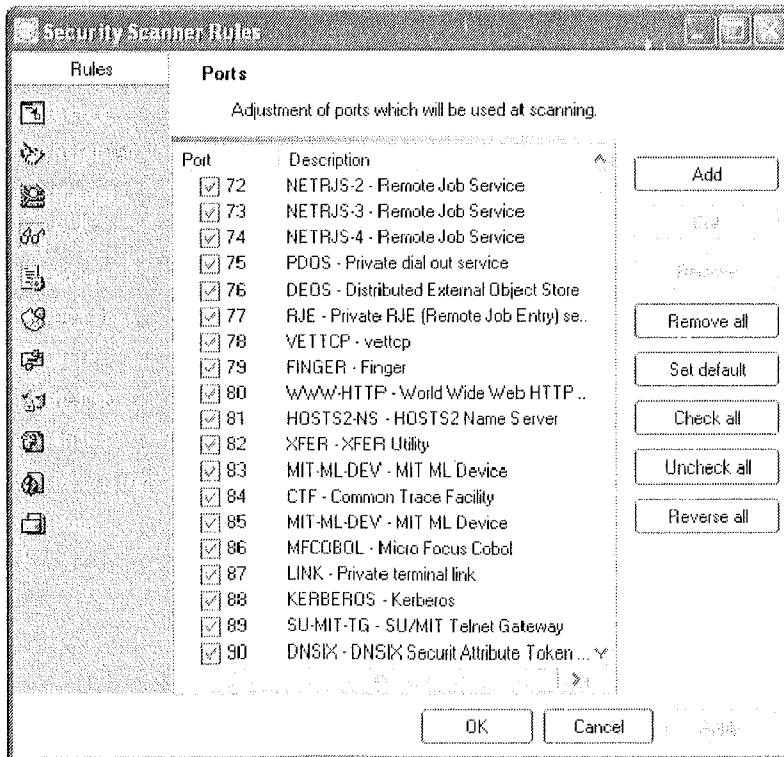 Security Scanner Rules
Rules
Ports
Adjustment of ports which will be used at scanning.
Port Description
72 NETRJS-2 - Remote Job Service
73 NETRJS-3 - Remote Job Service
74 NETRJS-4 - Remote Job Service
75 PDOS - Private dial out service
76 DEOS - Distributed External Object Store
77 RJE - Private RJE (Remote Job Entry) se..
78 VETTCP - vettcp
79 FINGER - Finger
80 WWW-HTTP - World Wide Web HTTP ..
81 HOSTS2-NS - HOSTS2 Name Server
82 XFER - XFER Utility
83 MIT-ML-DEV - MIT ML Device
84 CTF - Common Trace Facility
85 MIT-ML-DEV - MIT ML Device
86 MFCOBOL - Micro Focus Cobol
87 LINK - Private terminal link
88 KERBEROS - Kerberos
89 SU-MIT-TG - SU/MIT Telnet Gateway
90 DNSIX - DNSIX Securit Attribute Token ...
Add
Edit
Remove
Remove all
Set default
Check all
Uncheck all
Reverse all
OK
Cancel
Apply